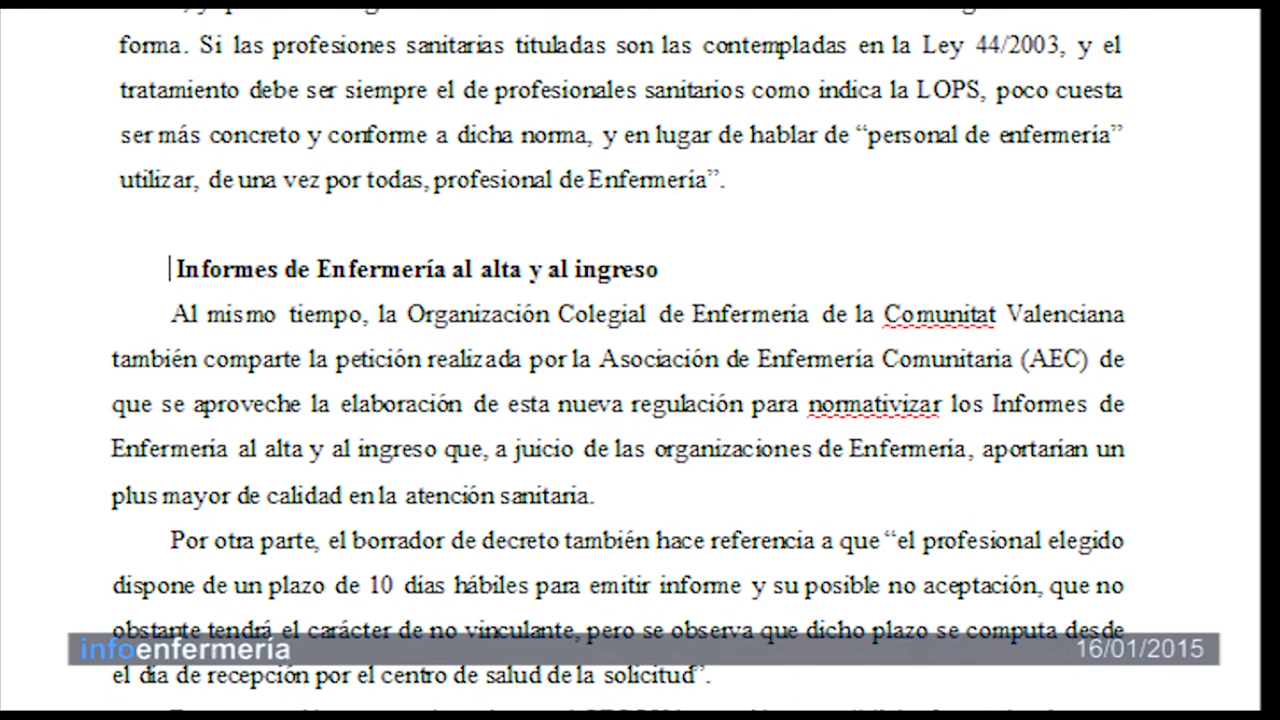 forma. Si las profesiones sanitarias tituladas son las contempladas en la Ley 44/2003, y el
tratamiento debe ser siempre el de profesionales sanitarios como indica la LOPS, poco cuesta
ser más concreto y conforme a dicha norma, y en lugar de hablar de “personal de enfermería”
utilizar, de una vez por todas, profesional de Enfermería”.
Informes de Enfermería al alta y al ingreso
Al mismo tiempo, la Organización Colegial de Enfermería de la Comunitat Valenciana
también comparte la petición realizada por la Asociación de Enfermería Comunitaria (AEC) de
que se aproveche la elaboración de esta nueva regulación para normativizar los Informes de
Enfermería al alta y al ingreso que, a juicio de las organizaciones de Enfermería, aportarían un
plus mayor de calidad en la atención sanitaria.
Por otra parte, el borrador de decreto también hace referencia a que “el profesional elegido
dispone de un plazo de 10 días hábiles para emitir informe y su posible no aceptación, que no
obstante tendrá el carácter de no vinculante, pero se observa que dicho plazo se computa desde
infoenfermería 16/01/2015
el día de recepción por el centro de salud de la solicitud”.